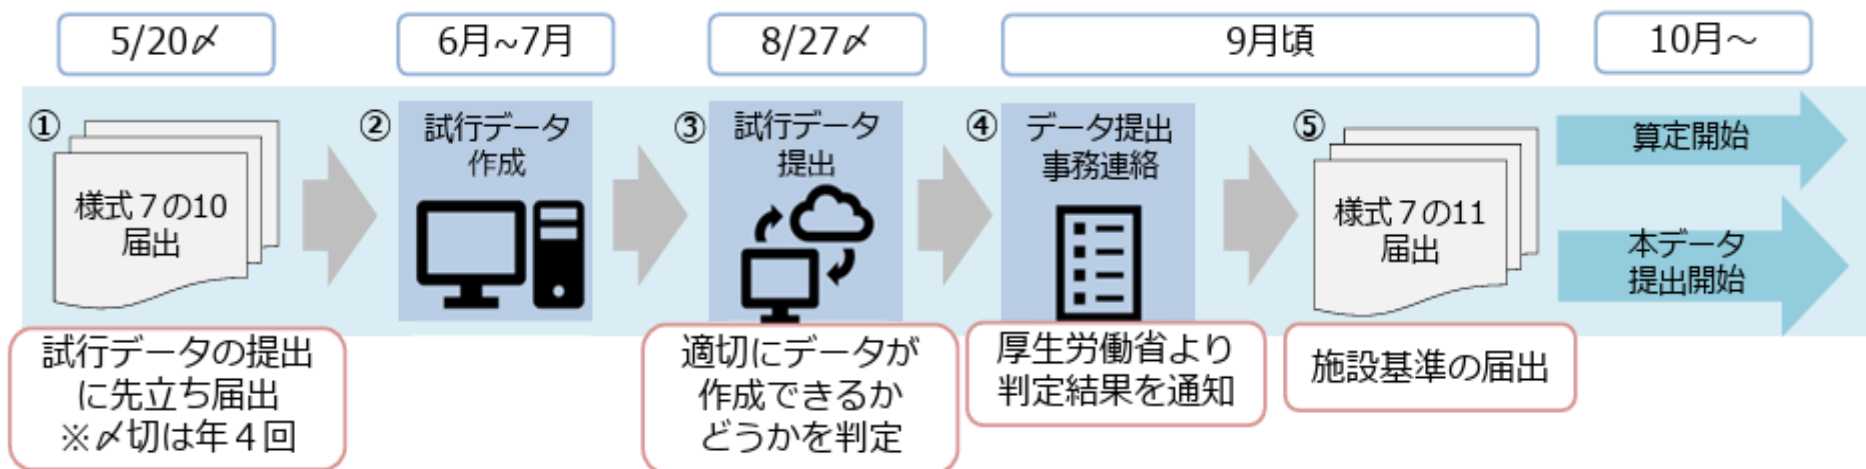 5/20〆
6月~7月
8/27〆
9月頃
10月～
①
様式７の10
届出
②
試行データ
作成
③
試行データ
提出
④
データ提出
事務連絡
⑤
様式７の11
届出
算定開始
本データ
提出開始
試行データの提出
に先立ち届出
※〆切は年４回
適切にデータが
作成できるか
どうかを判定
厚生労働省より
判定結果を通知
施設基準の届出